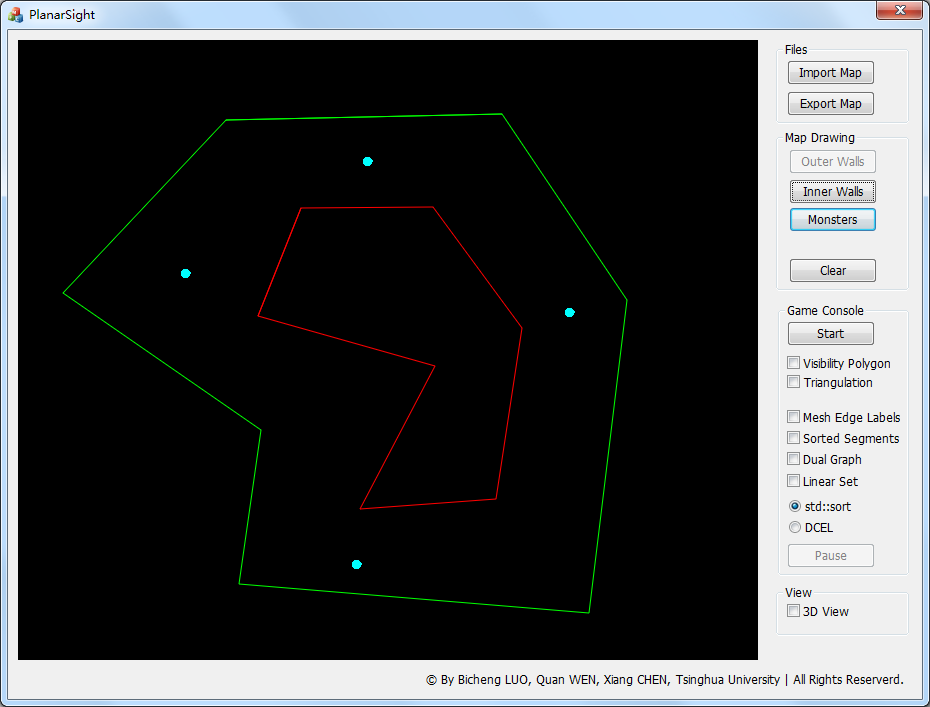 PlanarSight
Files
Import Map
Export Map
Map Drawing
Outer Walls
Inner Walls
Monsters
Clear
Game Console
Start
Visibility Polygon
Triangulation
Mesh Edge Labels
Sorted Segments
Dual Graph
Linear Set
std::sort
DCEL
Pause
View
3D View
© By Bicheng LUO, Quan WEN, Xiang CHEN, Tsinghua University | All Rights Reserverd.